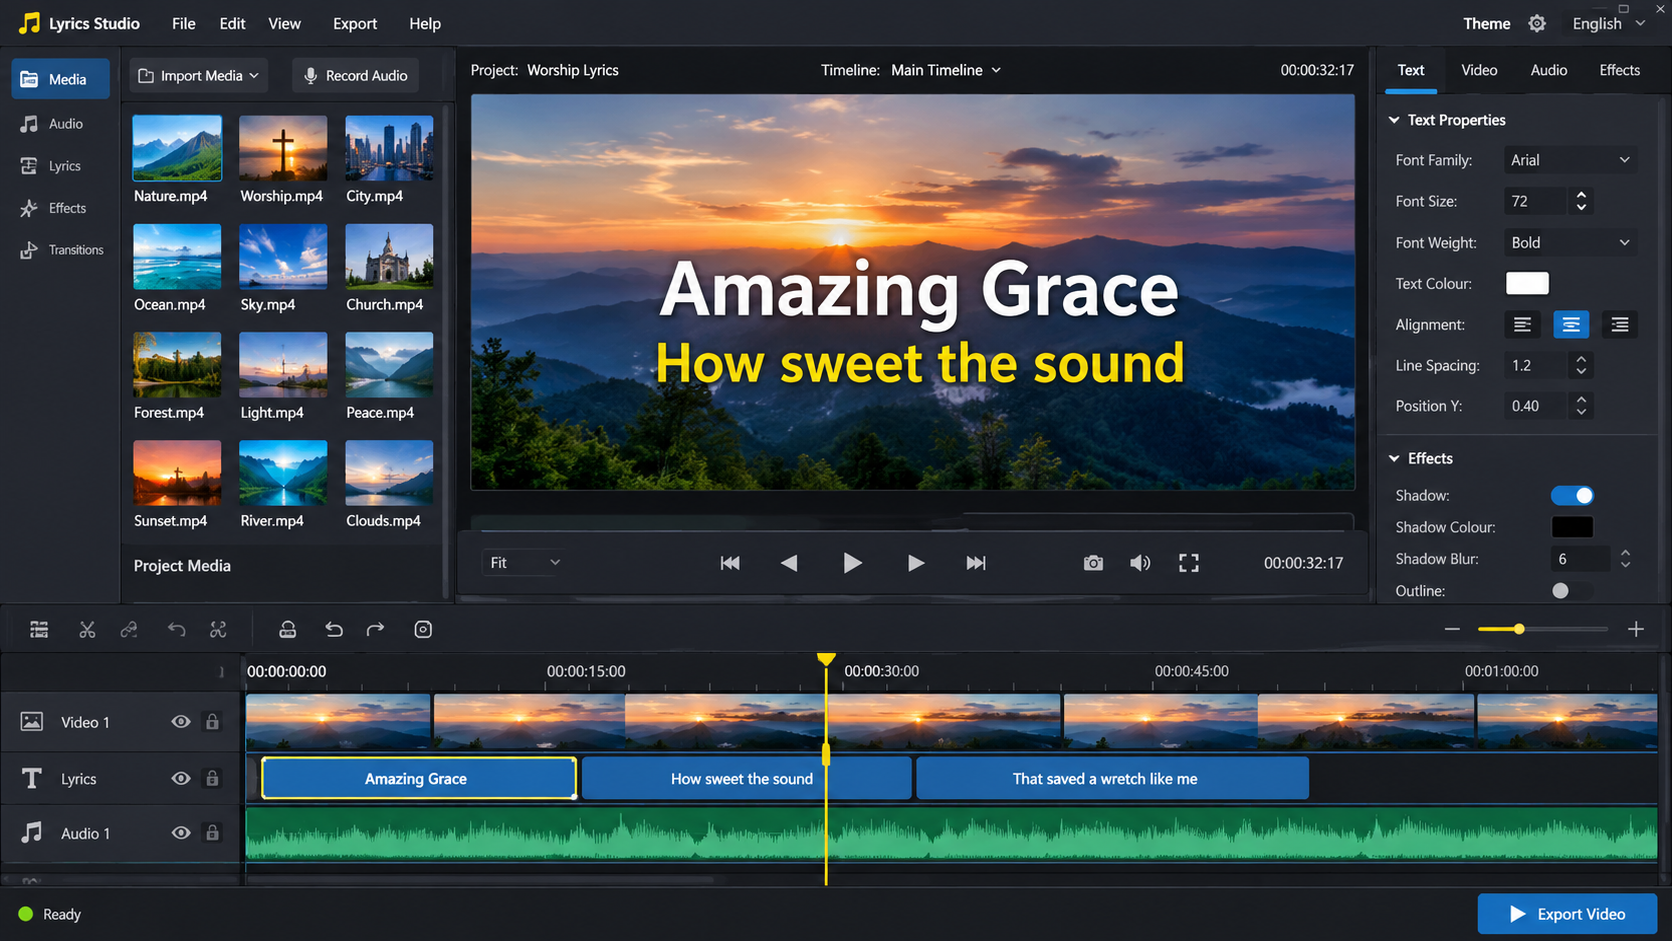 Lyrics Studio File Edit View Export Help Theme English
Media
Audio
Lyrics
Effects
Transitions
Import Media Record Audio
Nature.mp4 Worship.mp4 City.mp4
Ocean.mp4 Sky.mp4 Church.mp4
Forest.mp4 Light.mp4 Peace.mp4
Sunset.mp4 River.mp4 Clouds.mp4
Project Media
Project: Worship Lyrics Timeline: Main Timeline 00:00:32:17
Amazing Grace
How sweet the sound
Fit 00:00:32:17
Text Video Audio Effects
Text Properties
Font Family: Arial
Font Size: 72
Font Weight: Bold
Text Colour:
Alignment:
Line Spacing: 1.2
Position Y: 0.40
Effects
Shadow:
Shadow Colour:
Shadow Blur: 6
Outline:
00:00:00:00 00:00:15:00 00:00:30:00 00:00:45:00 00:01:00:00
Video 1
Lyrics Amazing Grace How sweet the sound That saved a wretch like me
Audio 1
Ready Export Video